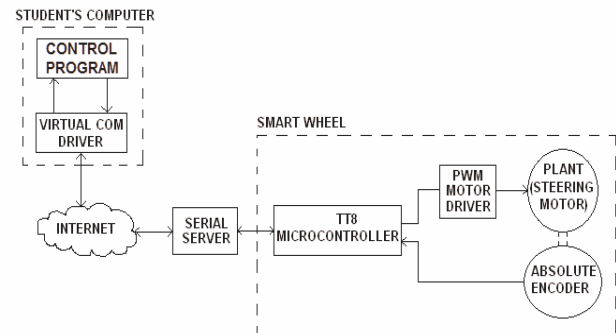 STUDENT'S COMPUTER
CONTROL
PROGRAM
VIRTUAL COM
DRIVER
INTERNET
SERIAL
SERVER
SMART WHEEL
TT8
MICROCONTROLLER
PWM
MOTOR
DRIVER
PLANT
(STEERING
MOTOR)
ABSOLUTE
ENCODER